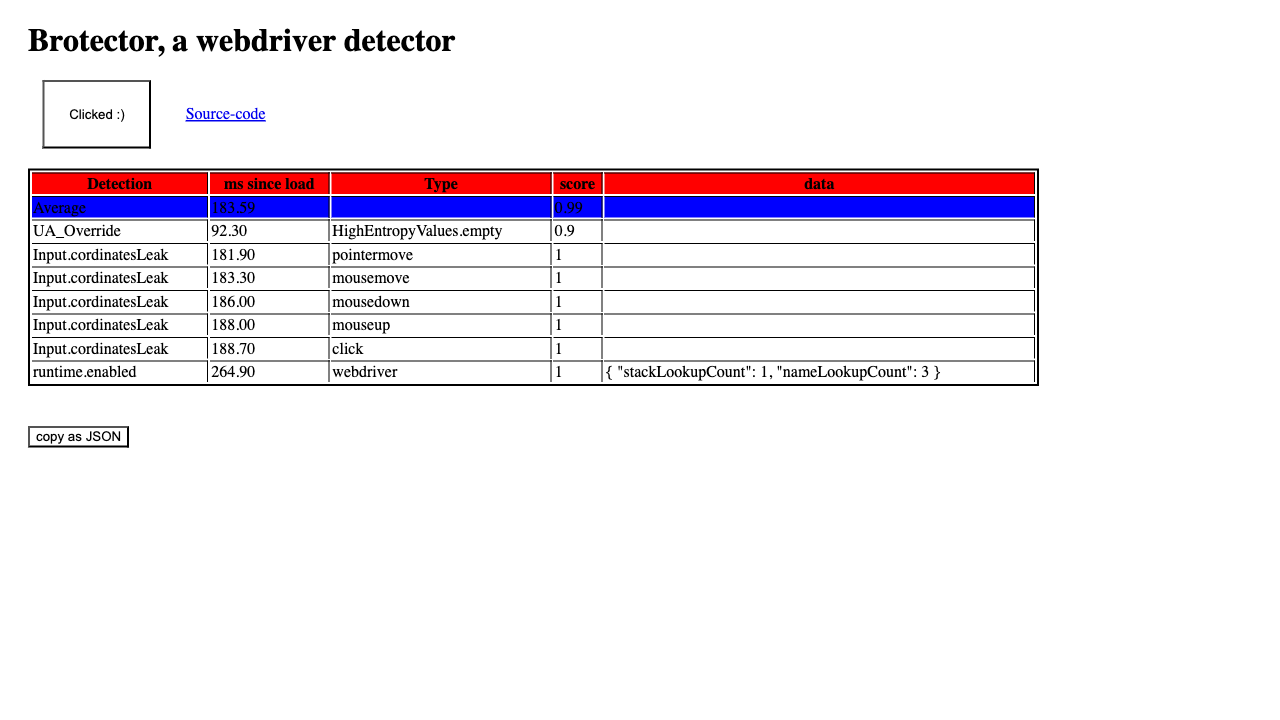 Brotector, a webdriver detector
Clicked :) Source-code
Detection ms since load Type score data
Average 183.59 0.99
UA_Override 92.30 HighEntropyValues.empty 0.9
Input.cordinatesLeak 181.90 pointermove 1
Input.cordinatesLeak 183.30 mousemove 1
Input.cordinatesLeak 186.00 mousedown 1
Input.cordinatesLeak 188.00 mouseup 1
Input.cordinatesLeak 188.70 click 1
runtime.enabled 264.90 webdriver 1 { "stackLookupCount": 1, "nameLookupCount": 3 }
copy as JSON